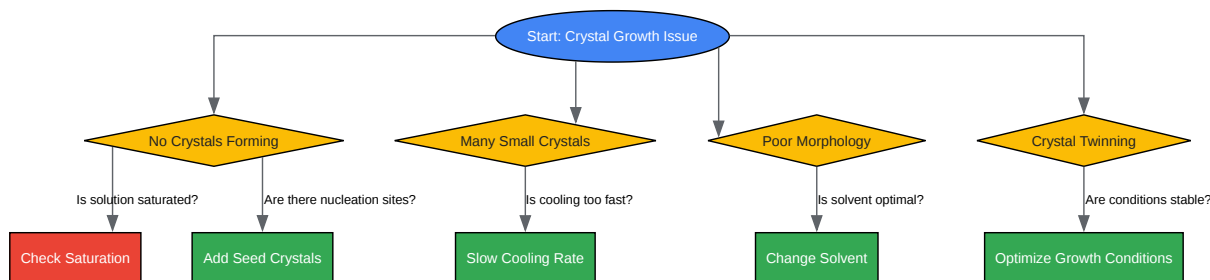 Start: Crystal Growth Issue
No Crystals Forming
Many Small Crystals
Poor Morphology
Crystal Twinning
Is solution saturated?
Are there nucleation sites?
Is cooling too fast?
Is solvent optimal?
Are conditions stable?
Check Saturation
Add Seed Crystals
Slow Cooling Rate
Change Solvent
Optimize Growth Conditions